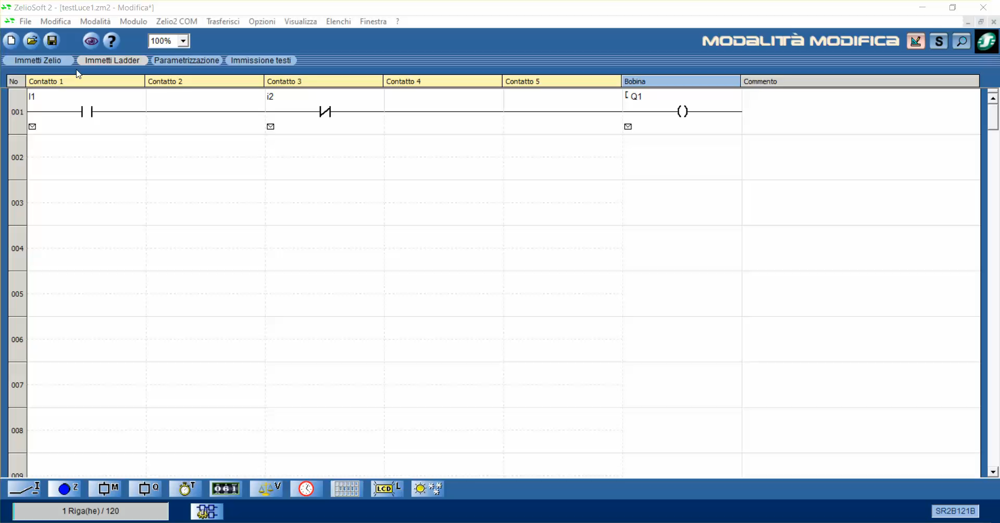 ZelioSoft 2 - [testLuce1.zm2 - Modifica*]
File Modifica Modalità Modulo Zelio2 COM Trasferisci Opzioni Visualizza Elenchi Finestra ?
? 100% MODALITÀ MODIFICA S
Immetti Zelio Immetti Ladder Parametrizzazione Immissione testi
No Contatto 1 Contatto 2 Contatto 3 Contatto 4 Contatto 5 Bobina Commento
I1 i2 [ Q1
001
002
003
004
005
006
007
008
009
I Z M Q T 061 V TEXTE LCD L
1 Riga(he) / 120 SR2B121B